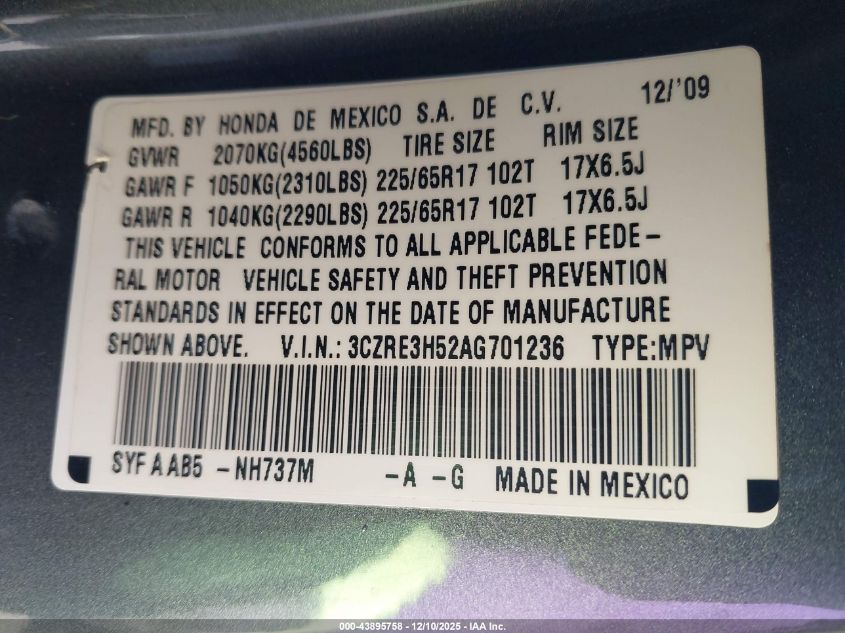 MFD. BY HONDA DE MEXICO S.A. DE C.V. 12/'09
GVWR 2070KG(4560LBS) TIRE SIZE RIM SIZE
GAWR F 1050KG(2310LBS) 225/65R17 102T 17X6.5J
GAWR R 1040KG(2290LBS) 225/65R17 102T 17X6.5J
THIS VEHICLE CONFORMS TO ALL APPLICABLE FEDE-
RAL MOTOR VEHICLE SAFETY AND THEFT PREVENTION
STANDARDS IN EFFECT ON THE DATE OF MANUFACTURE
SHOWN ABOVE. V.I.N.: 3CZRE3H52AG701236 TYPE:MPV
SYF A AB5 -NH737M -A -G MADE IN MEXICO
000-43895758 - 12/10/2025 - IAA Inc.